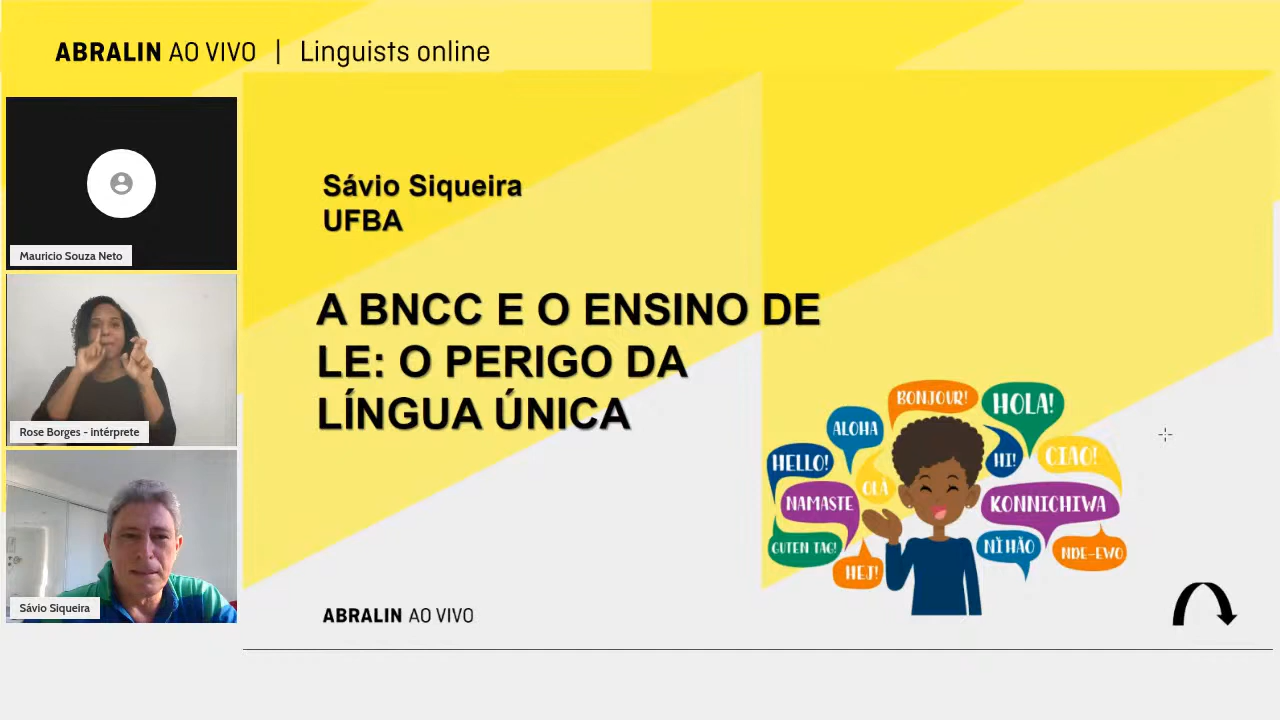 ABRALIN AO VIVO | Linguists online
Mauricio Souza Neto
Rose Borges - intérprete
Sávio Siqueira
Sávio Siqueira
UFBA
A BNCC E O ENSINO DE
LE: O PERIGO DA
LÍNGUA ÚNICA
BONJOUR!
HOLA!
ALOHA
HELLO!
HI!
CIAO!
OLÁ
NAMASTE
KONNICHIWA
GUTEN TAG!
HEJ!
NǏ HÃO
NDE-EWO
ABRALIN AO VIVO